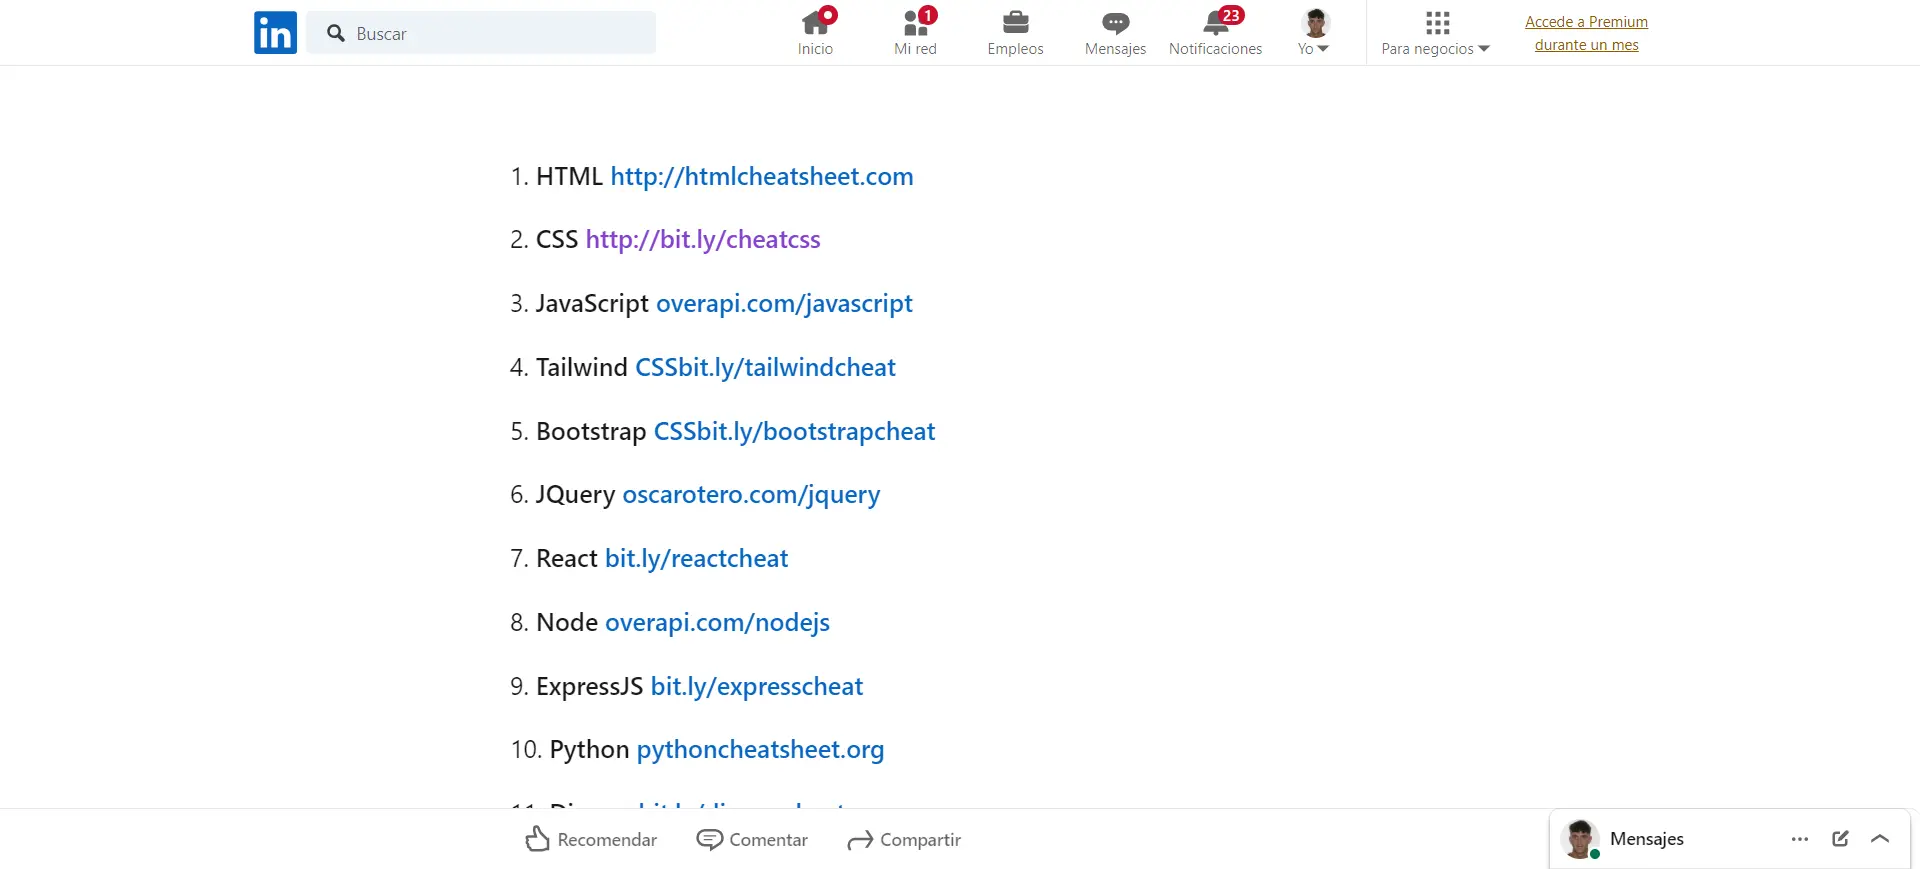 in
Buscar
Inicio
1
Mi red
Empleos
Mensajes
23
Notificaciones
Yo
Para negocios
Accede a Premium
durante un mes
1. HTML http://htmlcheatsheet.com
2. CSS http://bit.ly/cheatcss
3. JavaScript overapi.com/javascript
4. Tailwind CSSbit.ly/tailwindcheat
5. Bootstrap CSSbit.ly/bootstrapcheat
6. JQuery oscarotero.com/jquery
7. React bit.ly/reactcheat
8. Node overapi.com/nodejs
9. ExpressJS bit.ly/expresscheat
10. Python pythoncheatsheet.org
Recomendar
Comentar
Compartir
Mensajes